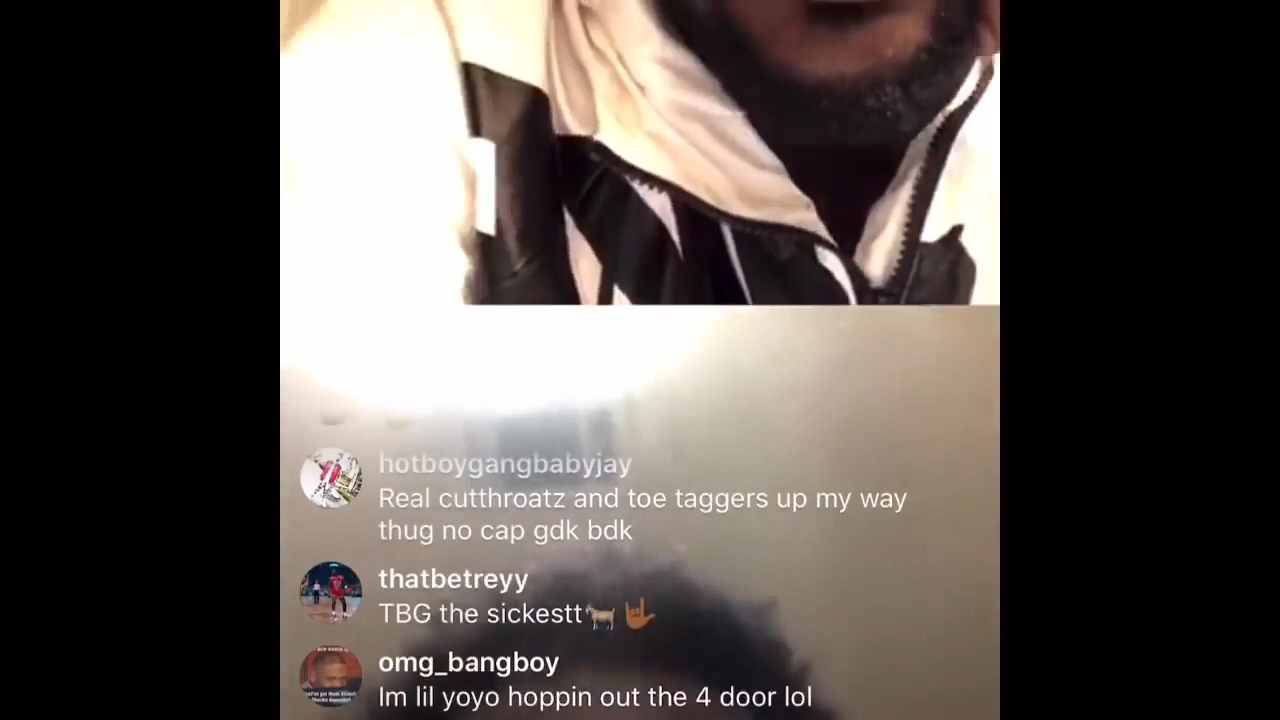 hotboygangbabyjay
Real cutthroatz and toe taggers up my way
thug no cap gdk bdk
thatbetreyy
TBG the sickestt🐐🤟🏾
omg_bangboy
Im lil yoyo hoppin out the 4 door lol